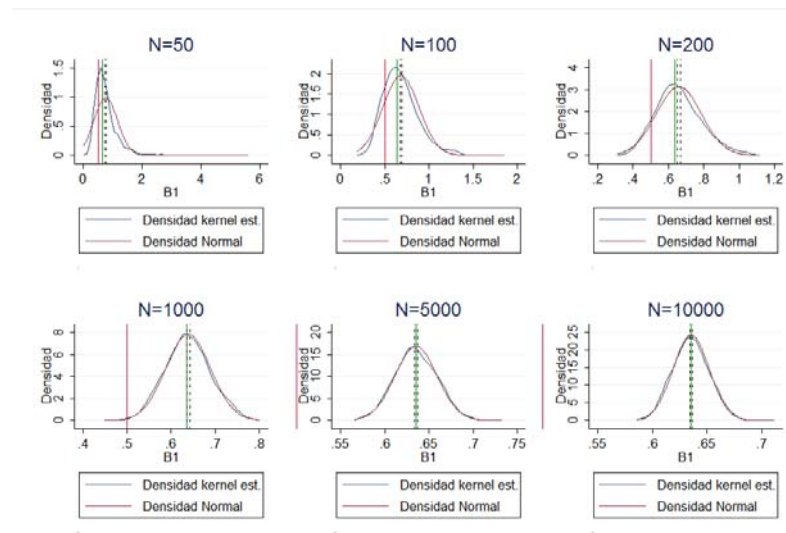 N=50
N=100
N=200
Densidad
0 .5 1 1.5
0 2 4 6
B1
Densidad kernel est.
Densidad Normal
Densidad
0 .5 1 1.5 2
0 .5 1 1.5 2
B1
Densidad kernel est.
Densidad Normal
Densidad
0 1 2 3 4
.2 .4 .6 .8 1 1.2
B1
Densidad kernel est.
Densidad Normal
N=1000
N=5000
N=10000
Densidad
0 2 4 6 8
.4 .5 .6 .7 .8
B1
Densidad kernel est.
Densidad Normal
Densidad
0 5 10 15 20
.55 .6 .65 .7 .75
B1
Densidad kernel est.
Densidad Normal
Densidad
0 5 10 15 20 25
.55 .6 .65 .7
B1
Densidad kernel est.
Densidad Normal